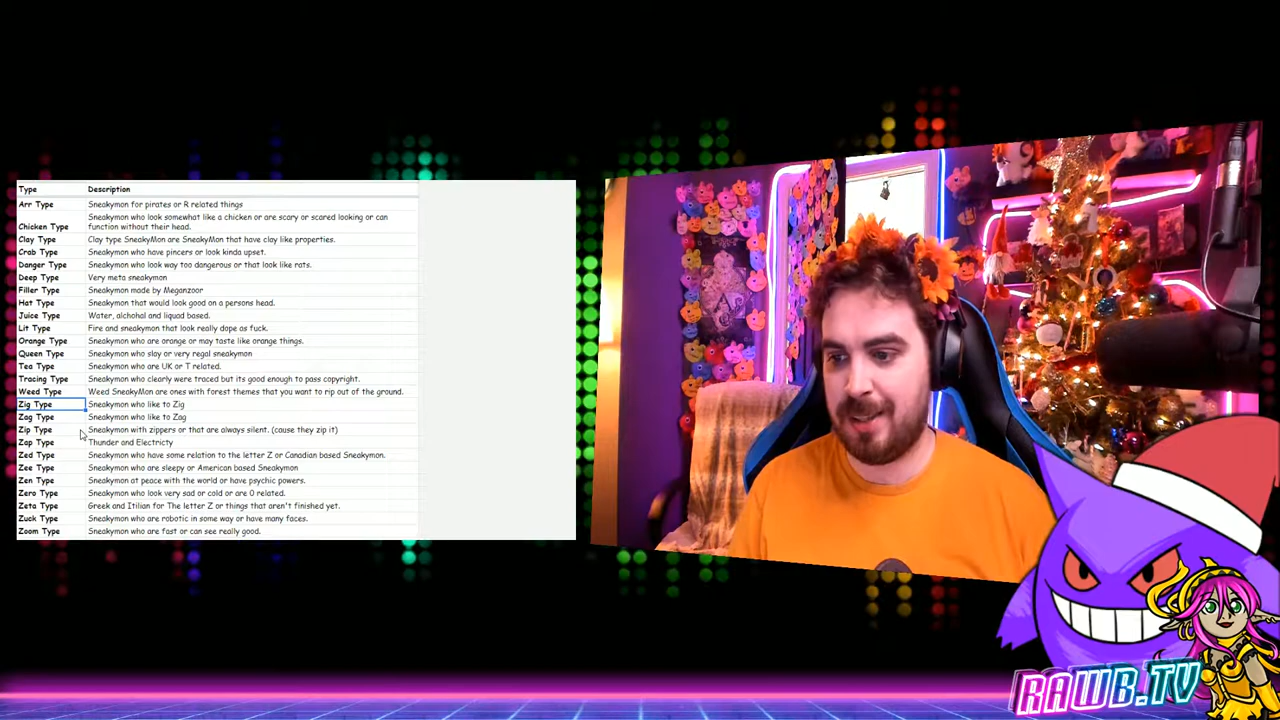 Type Description
Arr Type Sneakymon for pirates or R related things
Sneakymon who look somewhat like a chicken or are scary or scared looking or can
Chicken Type function without their head.
Clay Type Clay type SneakyMon are SneakyMon that have clay like properties.
Crab Type Sneakymon who have pincers or look kinda upset.
Danger Type Sneakymon who look way too dangerous or that look like rats.
Deep Type Very meta sneakymon
Filler Type Sneakymon made by Meganzoor
Hat Type Sneakymon that would look good on a persons head.
Juice Type Water, alchohal and liquad based.
Lit Type Fire and sneakymon that look really dope as fuck.
Orange Type Sneakymon who are orange or may taste like orange things.
Queen Type Sneakymon who slay or very regal sneakymon
Tea Type Sneakymon who are UK or T related.
Tracing Type Sneakymon who clearly were traced but its good enough to pass copyright.
Weed Type Weed SneakyMon are ones with forest themes that you want to rip out of the ground.
Zig Type Sneakymon who like to Zig
Zag Type Sneakymon who like to Zag
Zip Type Sneakymon with zippers or that are always silent. (cause they zip it)
Zap Type Thunder and Electricty
Zed Type Sneakymon who have some relation to the letter Z or Canadian based Sneakymon.
Zee Type Sneakymon who are sleepy or American based Sneakymon
Zen Type Sneakymon at peace with the world or have psychic powers.
Zero Type Sneakymon who look very sad or cold or are 0 related.
Zeta Type Greek and Itilian for The letter Z or things that aren't finished yet.
Zuck Type Sneakymon who are robotic in some way or have many faces.
Zoom Type Sneakymon who are fast or can see really good.
RAWB.TV